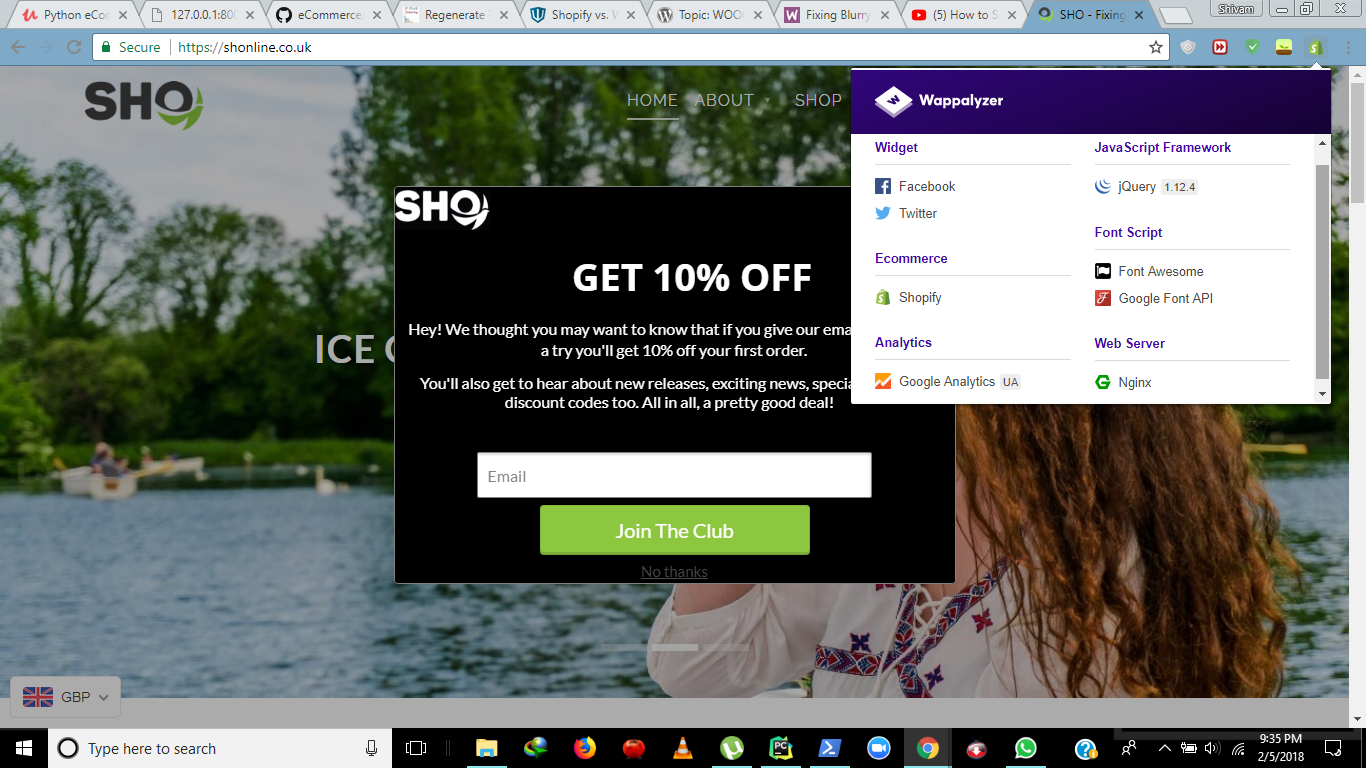 Python eCom
127.0.0.1:800
eCommerce
Regenerate
Shopify vs. W
Topic: WOO
Fixing Blurry
(5) How to S
SHO - Fixing
Shivam
Secure
https://shonline.co.uk
SHO
HOME
ABOUT
SHOP
Wappalyzer
Widget
Facebook
Twitter
Ecommerce
Shopify
Analytics
Google Analytics UA
JavaScript Framework
jQuery 1.12.4
Font Script
Font Awesome
Google Font API
Web Server
Nginx
SHO
GET 10% OFF
Hey! We thought you may want to know that if you give our ema
a try you'll get 10% off your first order.
You'll also get to hear about new releases, exciting news, specia
discount codes too. All in all, a pretty good deal!
Email
Join The Club
No thanks
ICE
GBP
Type here to search
9:35 PM
2/5/2018